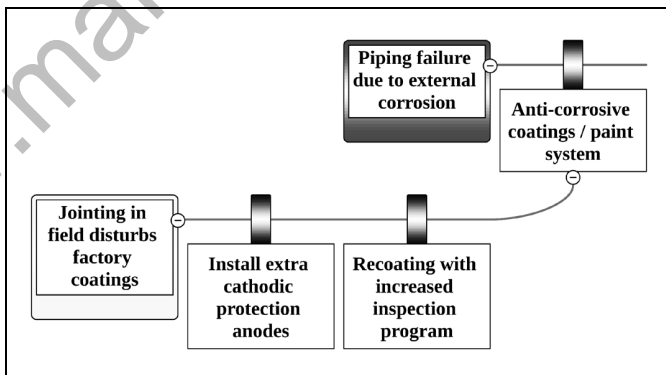 Piping failure
due to external
corrosion
Anti-corrosive
coatings / paint
system
Jointing in
field disturbs
factory
coatings
Install extra
cathodic
protection
anodes
Recoating with
increased
inspection
program